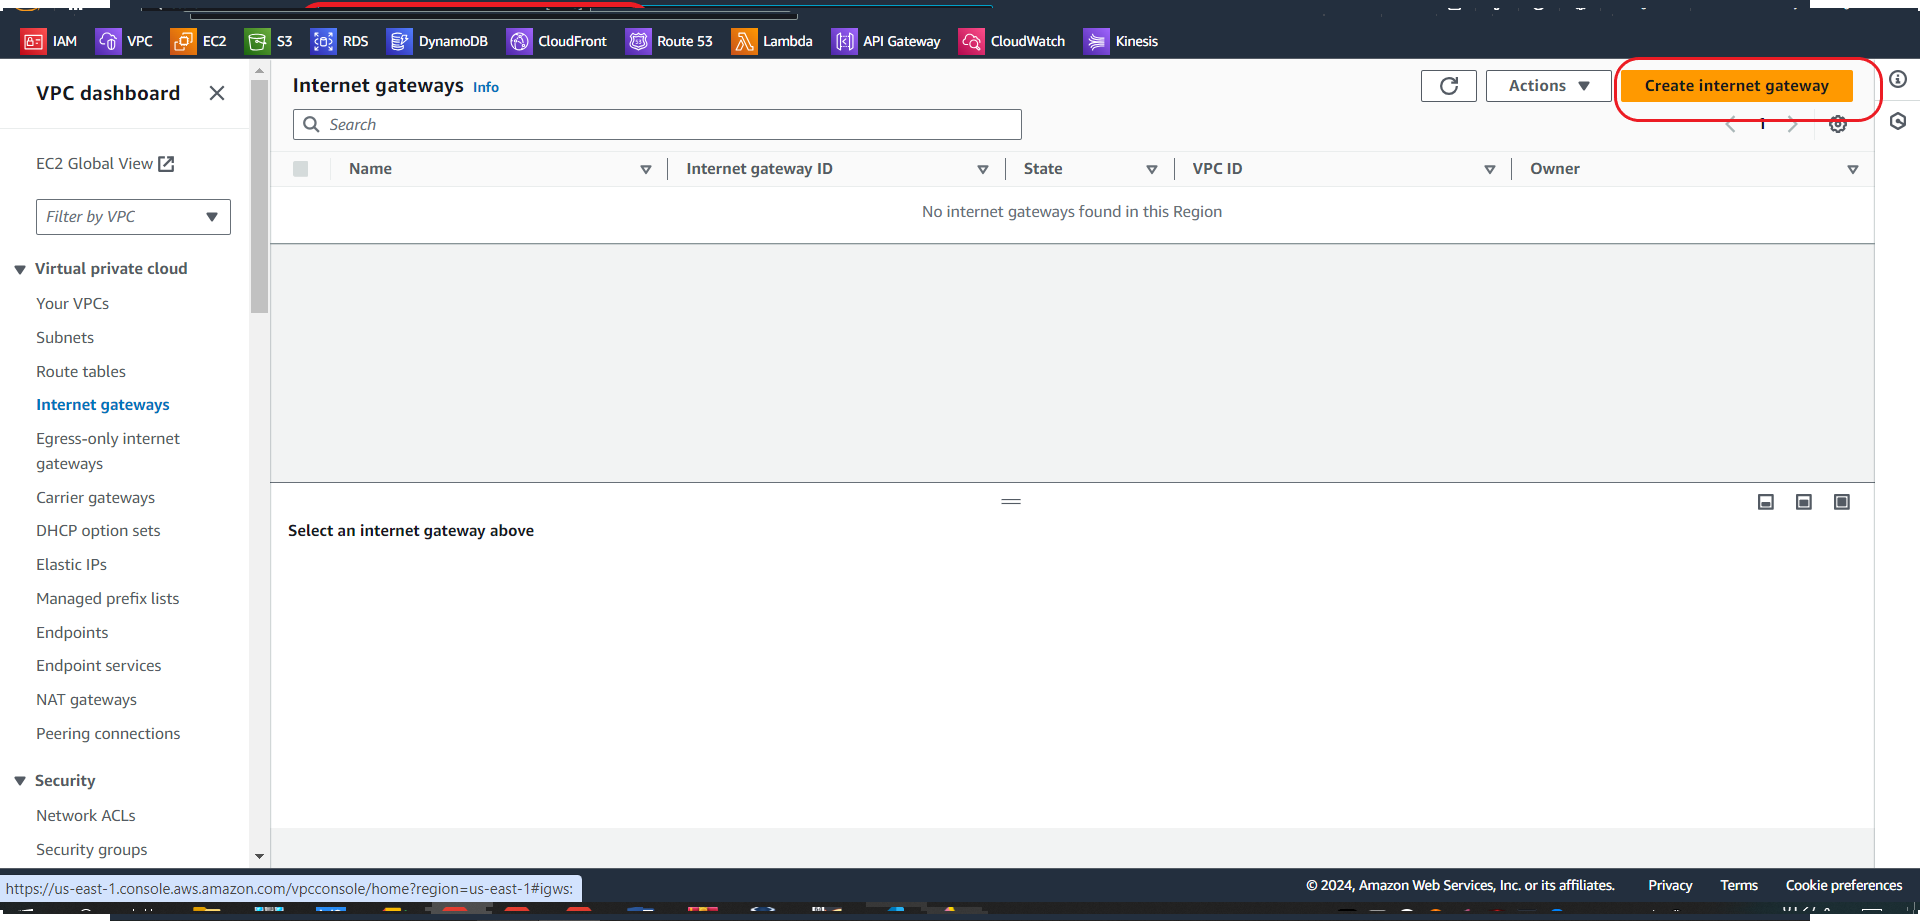 IAM VPC EC2 S3 RDS DynamoDB CloudFront Route 53 Lambda API Gateway CloudWatch Kinesis
VPC dashboard
EC2 Global View
Filter by VPC
Virtual private cloud
Your VPCs
Subnets
Route tables
Internet gateways
Egress-only internet
gateways
Carrier gateways
DHCP option sets
Elastic IPs
Managed prefix lists
Endpoints
Endpoint services
NAT gateways
Peering connections
Security
Network ACLs
Security groups
Internet gateways Info
Actions
Create internet gateway
Search
1
Name Internet gateway ID State VPC ID Owner
No internet gateways found in this Region
Select an internet gateway above
https://us-east-1.console.aws.amazon.com/vpcconsole/home?region=us-east-1#igws:
© 2024, Amazon Web Services, Inc. or its affiliates. Privacy Terms Cookie preferences